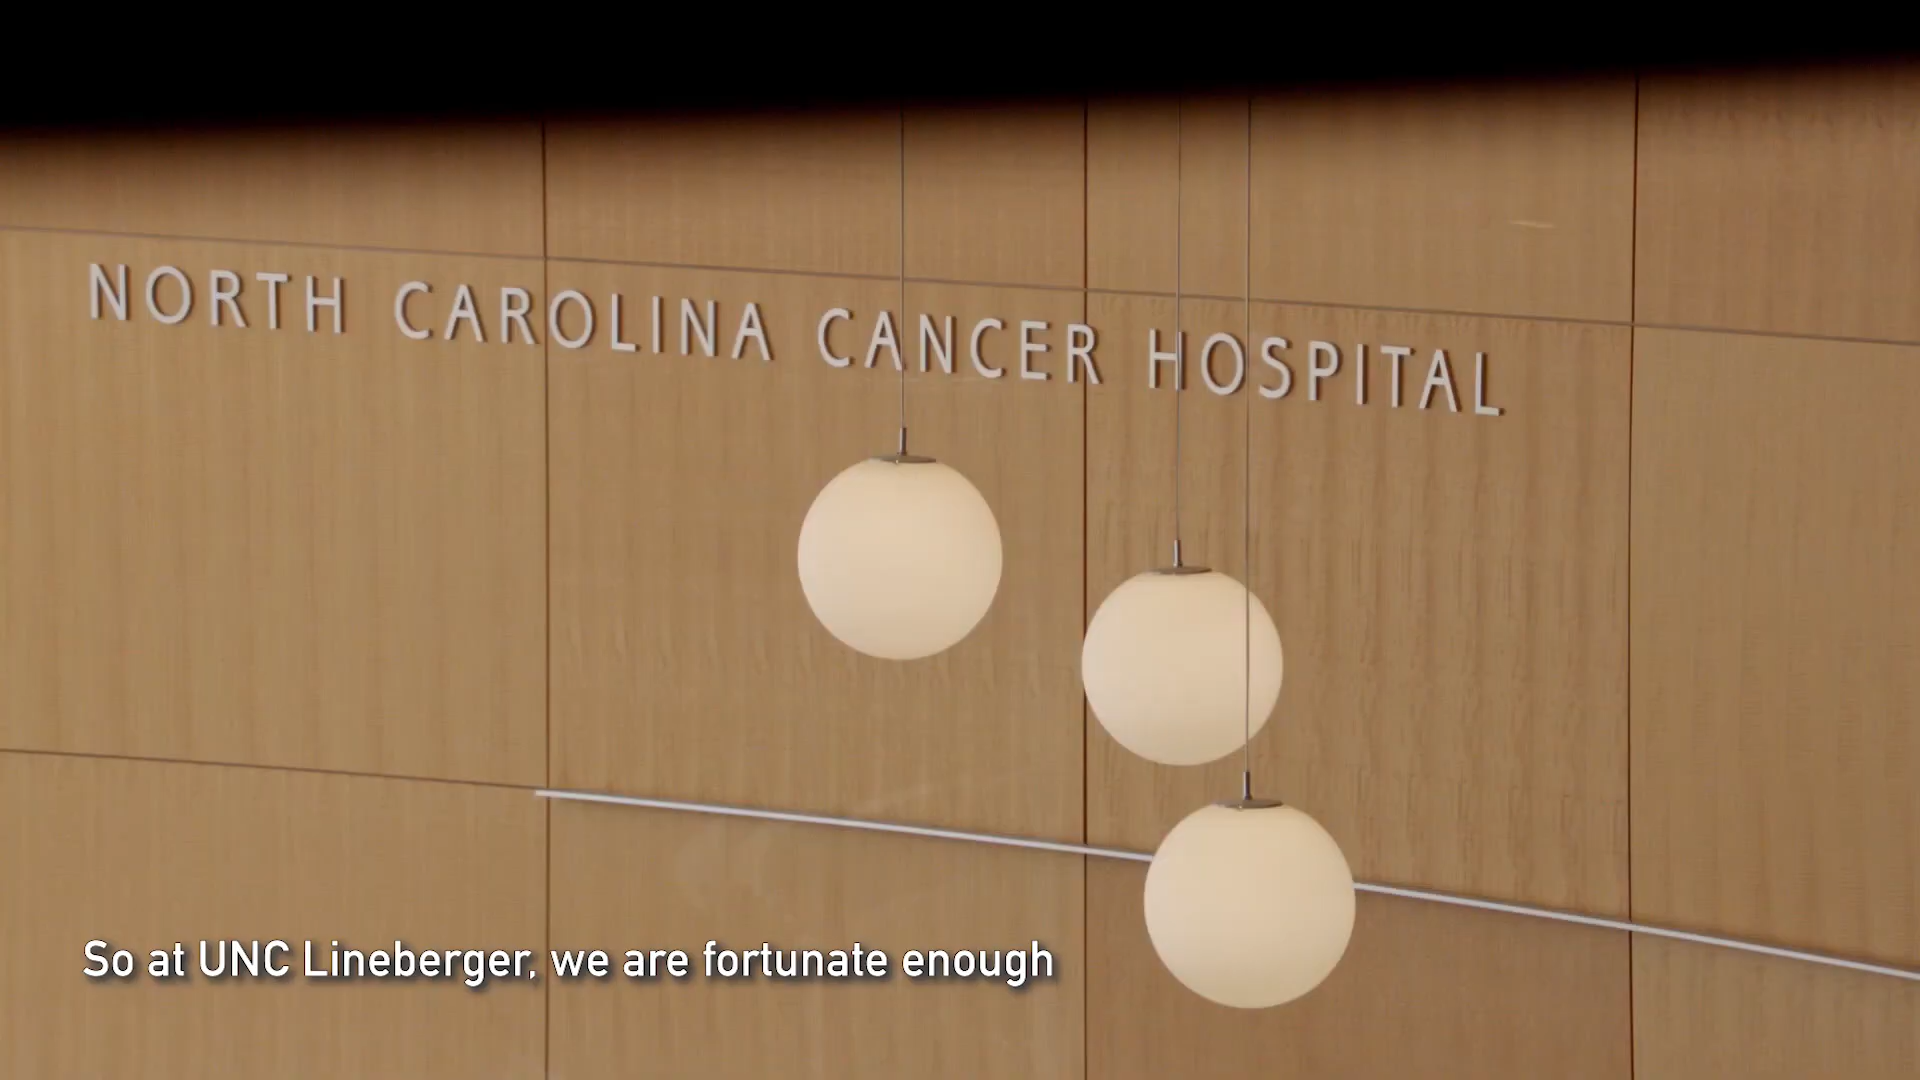 NORTH CAROLINA CANCER HOSPITAL
So at UNC Lineberger, we are fortunate enough